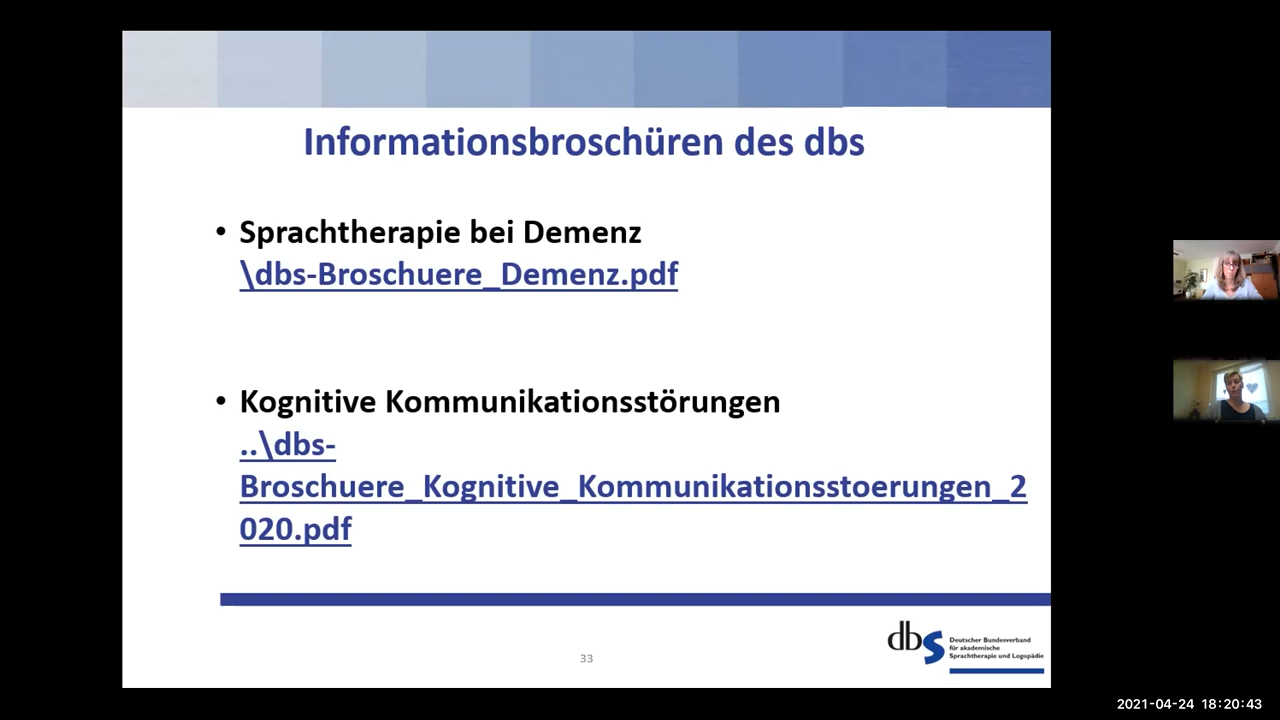 Informationsbroschüren des dbs
• Sprachtherapie bei Demenz
\dbs-Broschuere_Demenz.pdf
• Kognitive Kommunikationsstörungen
..\dbs-
Broschuere_Kognitive_Kommunikationsstoerungen_2
020.pdf
33
dbs
Deutscher Bundesverband
für akademische
Sprachtherapie und Logopädie
2021-04-24 18:20:43